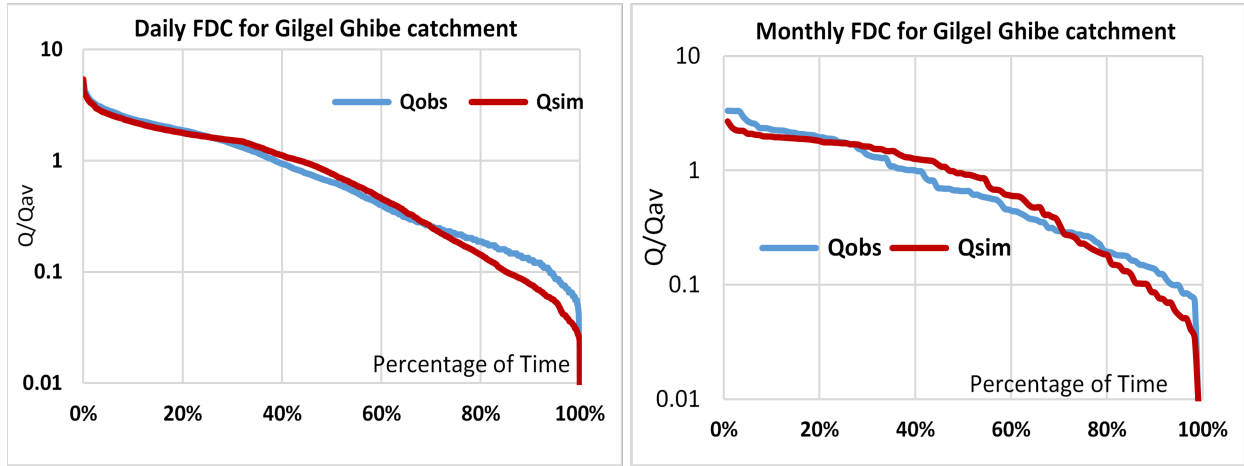 Daily FDC for Gilgel Ghibe catchment
10
Qobs
Qsim
1
Q/Qav
0.1
Percentage of Time
0.01
0%
20%
40%
60%
80%
100%
Monthly FDC for Gilgel Ghibe catchment
10
1
Q/Qav
Qobs
Qsim
0.1
Percentage of Time
0.01
0%
20%
40%
60%
80%
100%